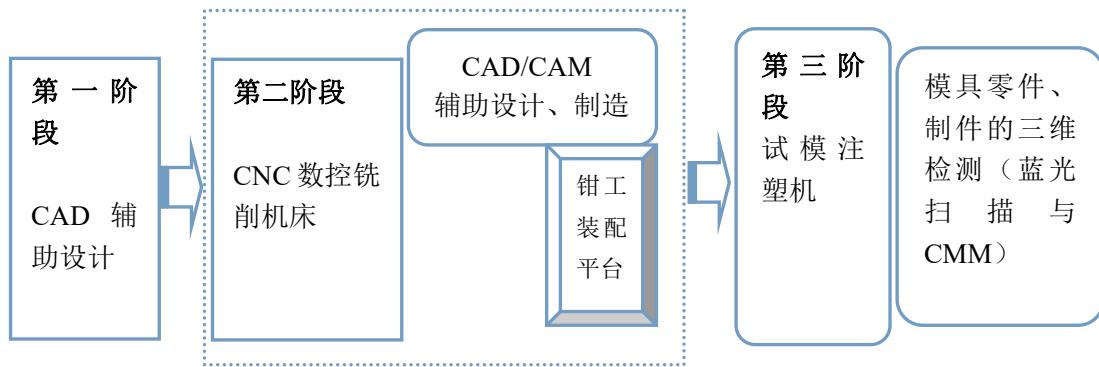 第一阶
段
CAD 辅
助设计
第二阶段
CNC 数控铣
削机床
CAD/CAM
辅助设计、制造
钳工
装配
平台
第三阶
段
试模注
塑机
模具零件、
制件的三维
检测（蓝光
扫描与
CMM）